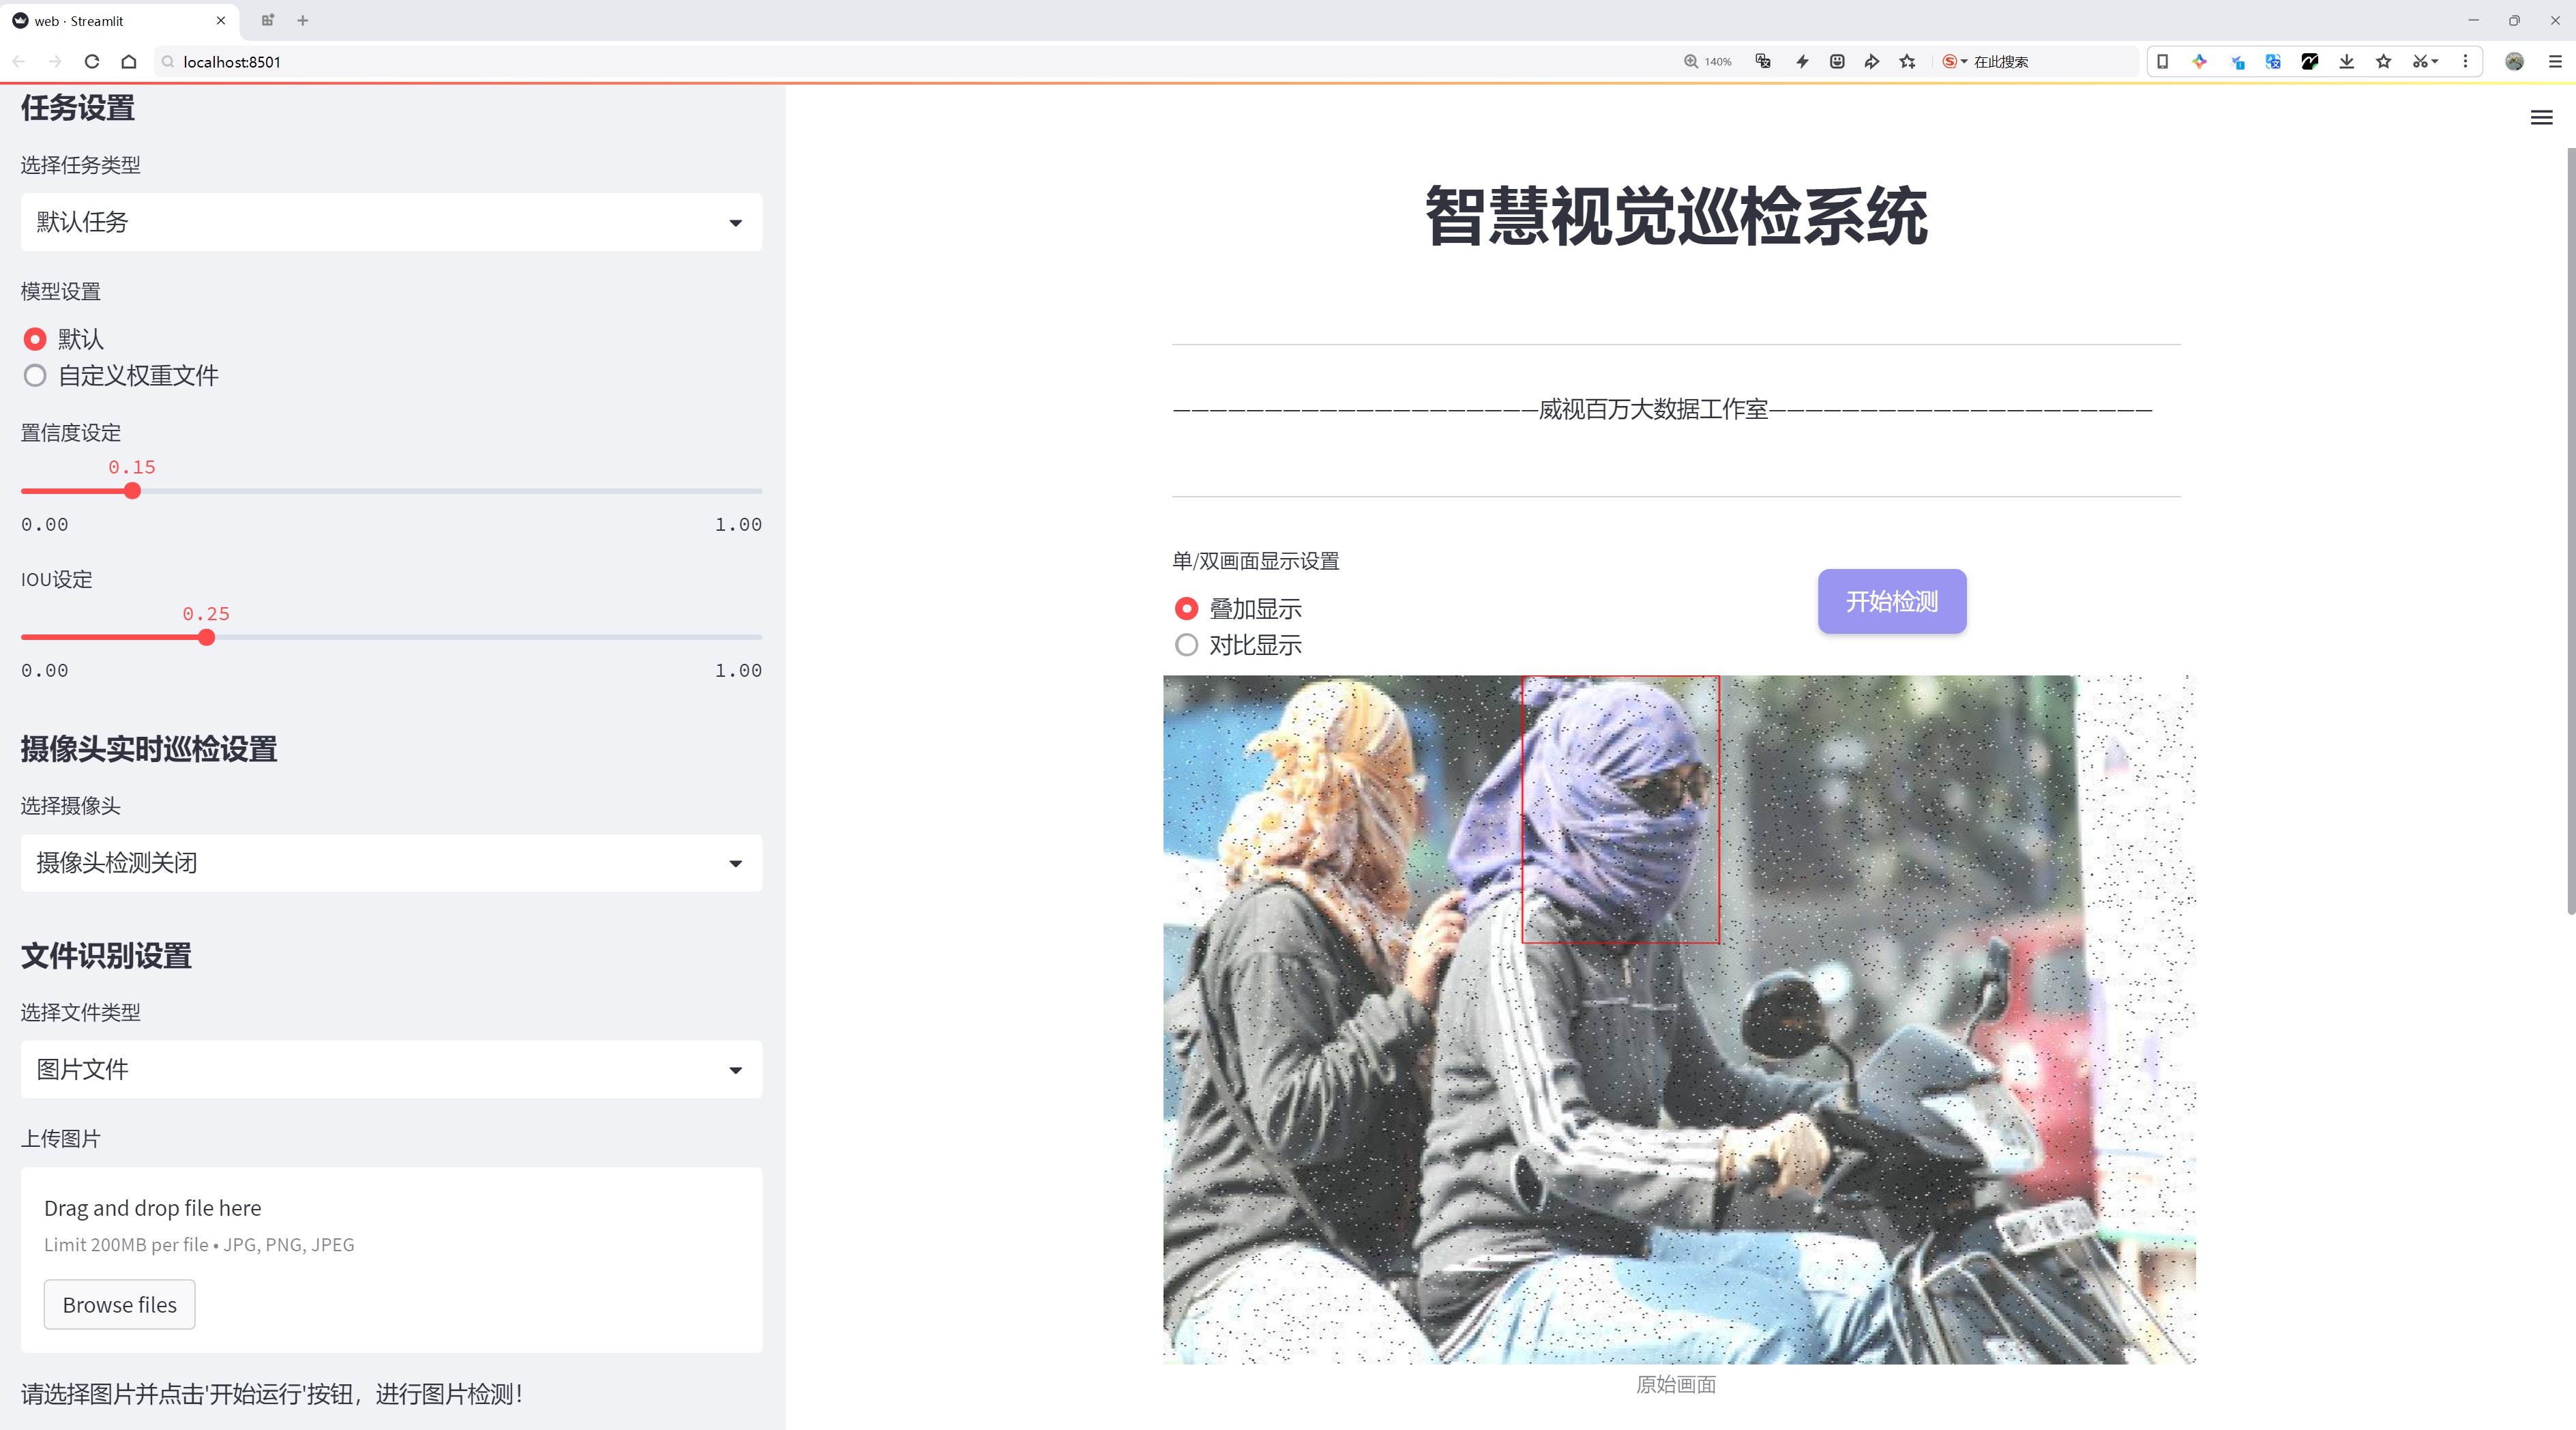 web · Streamlit
localhost:8501
140%
在此搜索
任务设置
选择任务类型
默认任务
模型设置
默认
自定义权重文件
置信度设定
0.15
0.00
1.00
IOU设定
0.25
0.00
1.00
摄像头实时巡检设置
选择摄像头
摄像头检测关闭
文件识别设置
选择文件类型
图片文件
上传图片
Drag and drop file here
Limit 200MB per file • JPG, PNG, JPEG
Browse files
请选择图片并点击'开始运行'按钮，进行图片检测！
智慧视觉巡检系统
————————————————————威视百万大数据工作室—————————————————————
单/双画面显示设置
叠加显示
对比显示
开始检测
原始画面